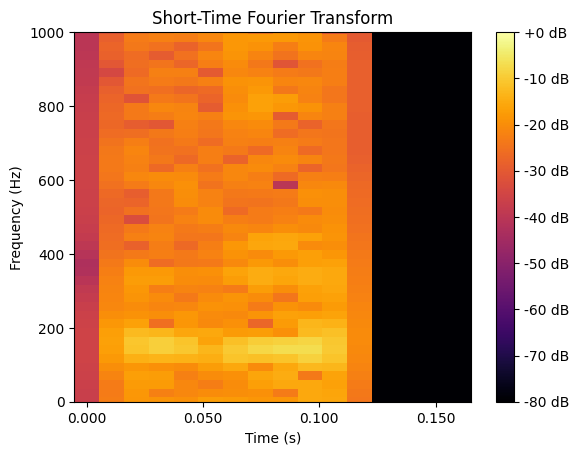 Short-Time Fourier Transform
1000
800
600
400
200
0
Frequency (Hz)
0.000
0.050
0.100
0.150
Time (s)
+0 dB
-10 dB
-20 dB
-30 dB
-40 dB
-50 dB
-60 dB
-70 dB
-80 dB